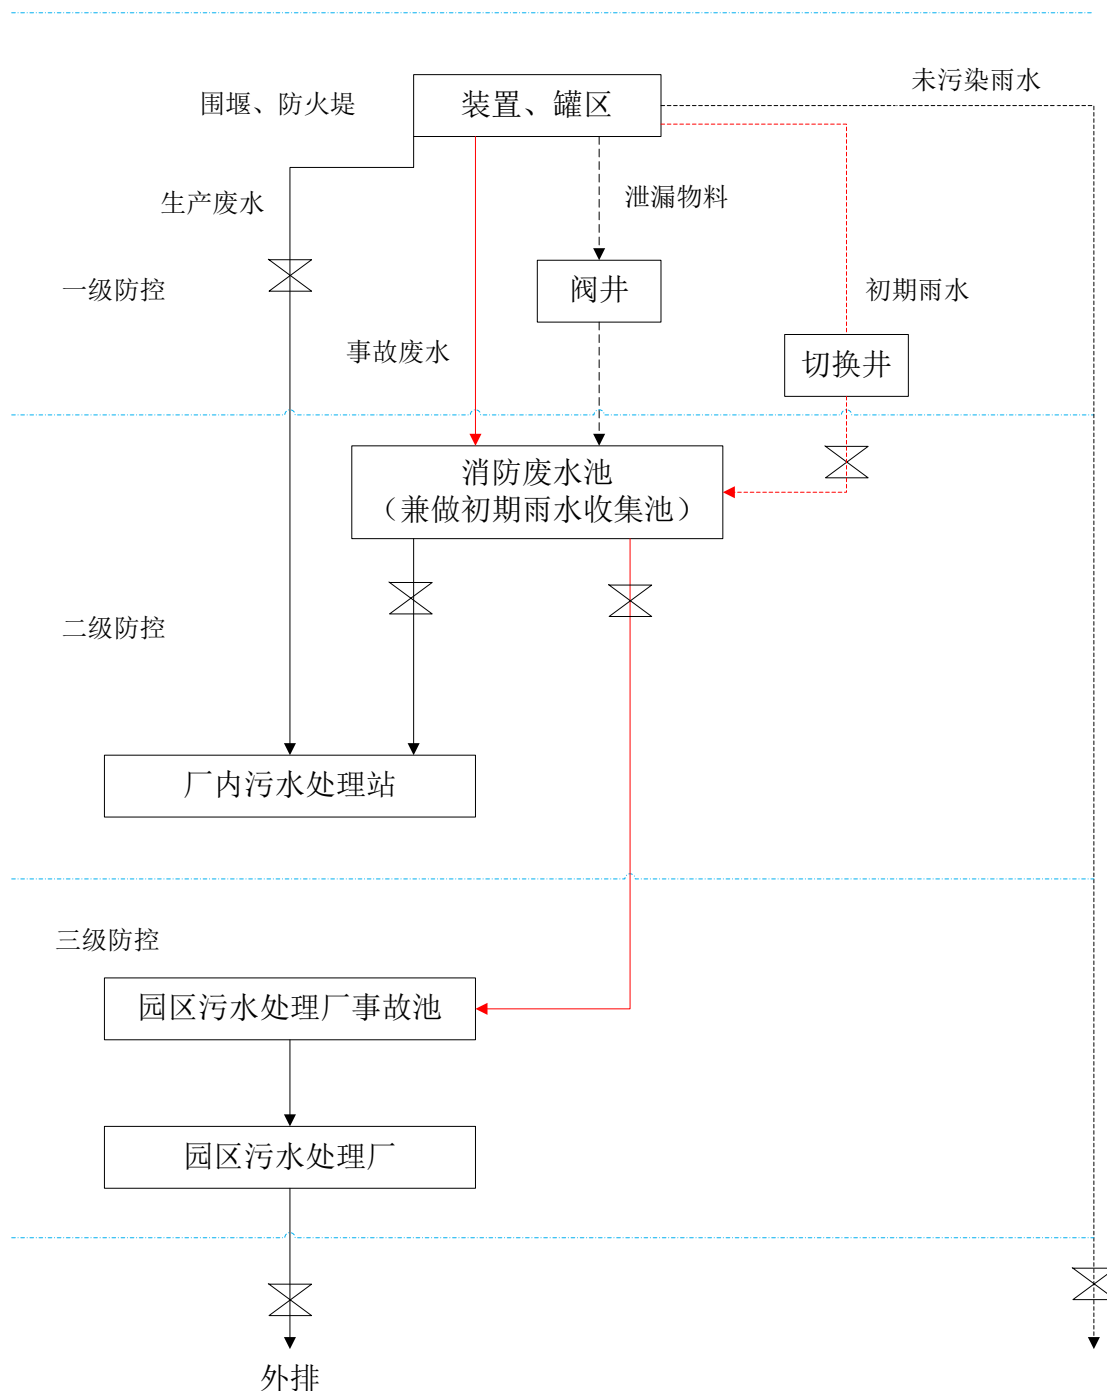 未污染雨水
围堰、防火堤
装置、罐区
生产废水
泄漏物料
一级防控
阀井
初期雨水
事故废水
切换井
消防废水池
（兼做初期雨水收集池）
二级防控
厂内污水处理站
三级防控
园区污水处理厂事故池
园区污水处理厂
外排